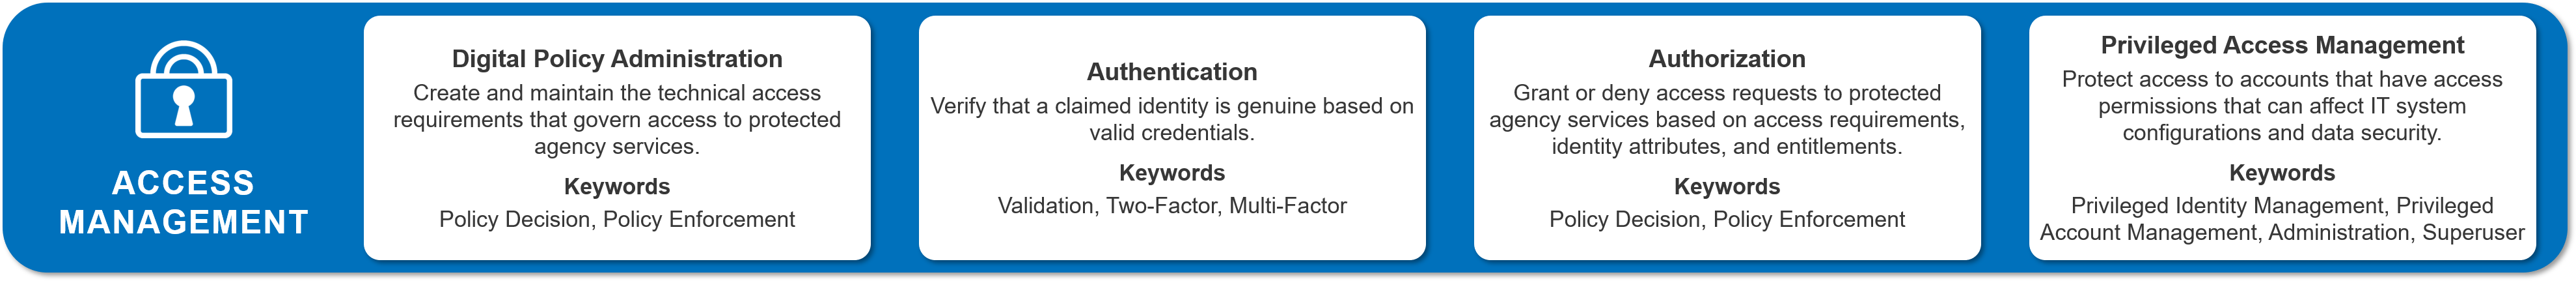 ACCESS
MANAGEMENT
Digital Policy Administration
Create and maintain the technical access
requirements that govern access to protected
agency services.
Keywords
Policy Decision, Policy Enforcement
Authentication
Verify that a claimed identity is genuine based on
valid credentials.
Keywords
Validation, Two-Factor, Multi-Factor
Authorization
Grant or deny access requests to protected
agency services based on access requirements,
identity attributes, and entitlements.
Keywords
Policy Decision, Policy Enforcement
Privileged Access Management
Protect access to accounts that have access
permissions that can affect IT system
configurations and data security.
Keywords
Privileged Identity Management, Privileged
Account Management, Administration, Superuser